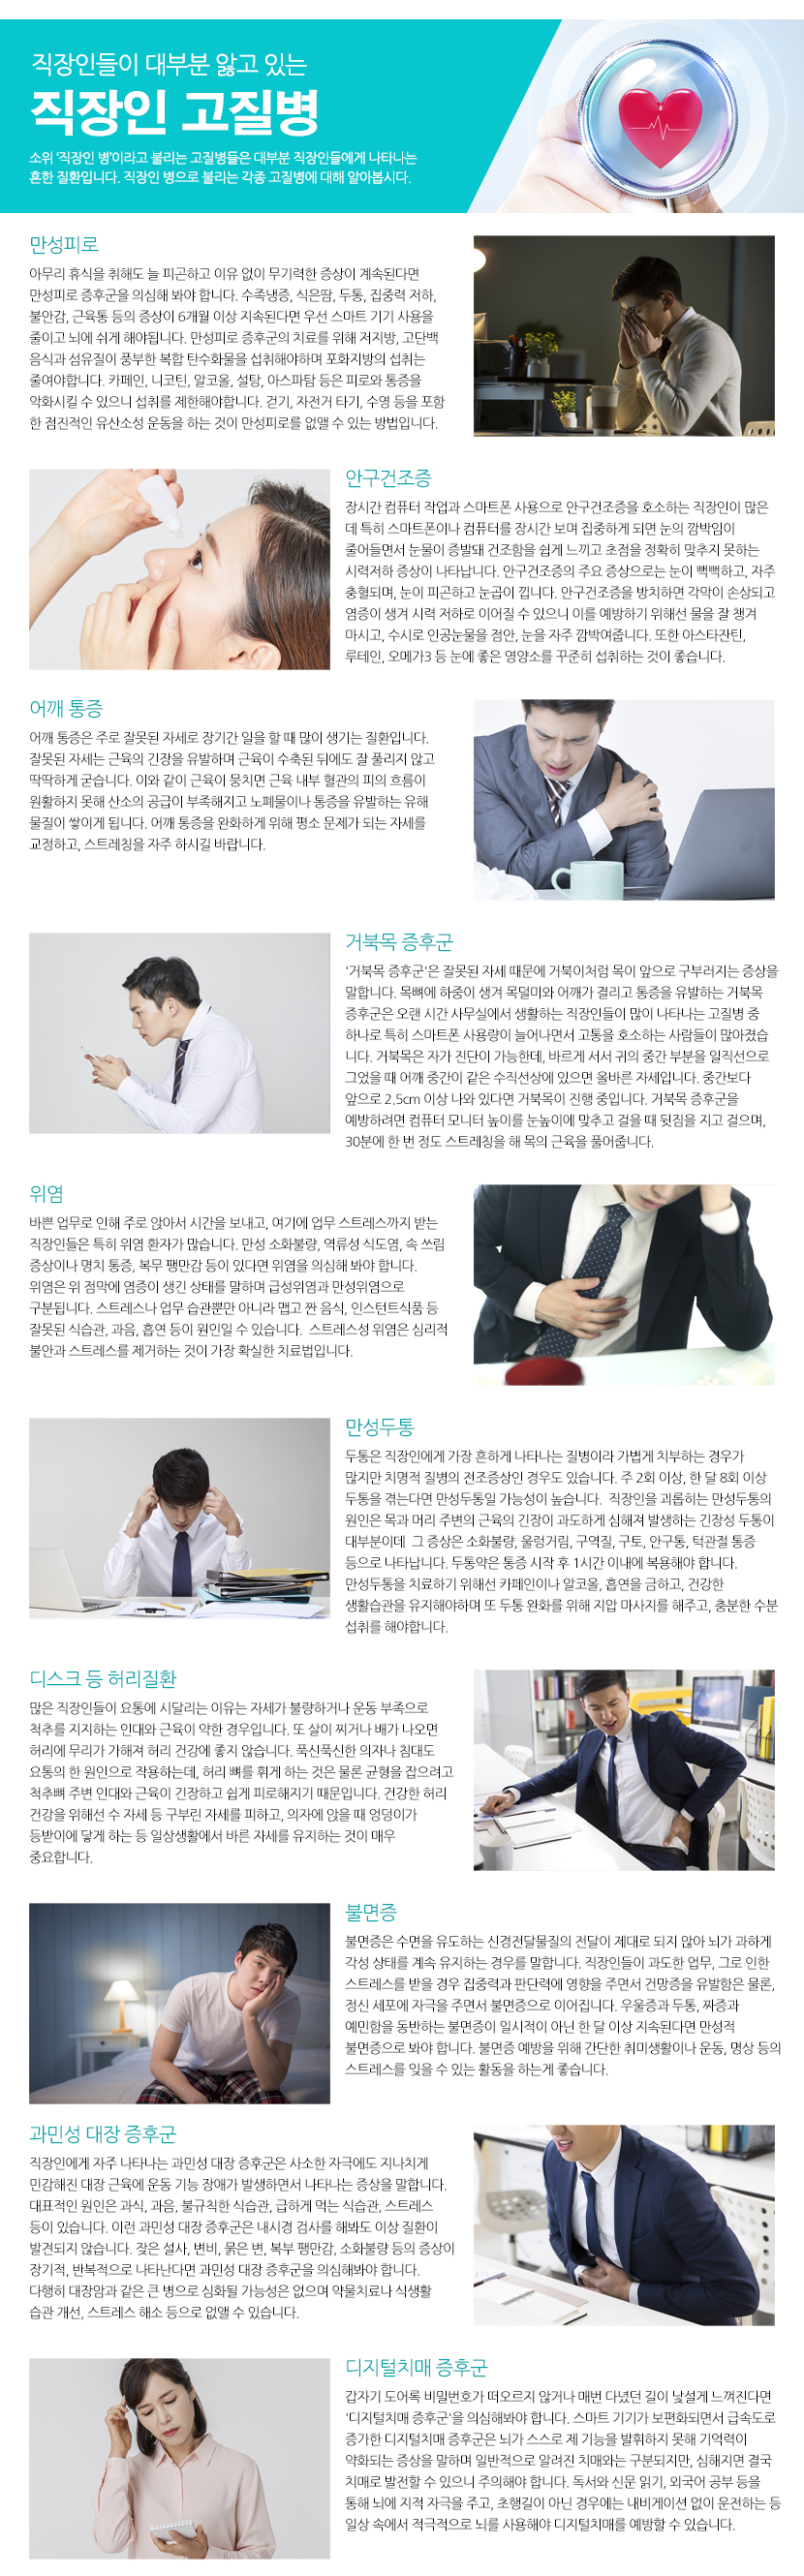 직장인들이 대부분 앓고 있는
직장인 고질병
소위 '직장인 병'이라고 불리는 고질병들은 대부분 직장인들에게 나타나는
흔한 질환입니다. 직장인 병으로 불리는 각종 고질병에 대해 알아봅시다.
만성피로
아무리 휴식을 취해도 늘 피곤하고 이유 없이 무기력한 증상이 계속된다면
만성피로 증후군을 의심해 봐야 합니다. 수족냉증, 식은땀, 두통, 집중력 저하,
불안감, 근육통 등의 증상이 6개월 이상 지속된다면 우선 스마트 기기 사용을
줄이고 뇌에 쉬게 해야됩니다. 만성피로 증후군의 치료를 위해 저지방, 고단백
음식과 섬유질이 풍부한 복합 탄수화물을 섭취해야하며 포화지방의 섭취는
줄여야합니다. 카페인, 니코틴, 알코올, 설탕, 아스파탐 등은 피로와 통증을
악화시킬 수 있으니 섭취를 제한해야합니다. 걷기, 자전거 타기, 수영 등을 포함
한 점진적인 유산소성 운동을 하는 것이 만성피로를 없앨 수 있는 방법입니다.
안구건조증
장시간 컴퓨터 작업과 스마트폰 사용으로 안구건조증을 호소하는 직장인이 많은
데 특히 스마트폰이나 컴퓨터를 장시간 보며 집중하게 되면 눈의 깜박임이
줄어들면서 눈물이 증발돼 건조함을 쉽게 느끼고 초점을 정확히 맞추지 못하는
시력저하 증상이 나타납니다. 안구건조증의 주요 증상으로는 눈이 뻑뻑하고, 자주
충혈되며, 눈이 피곤하고 눈곱이 낍니다. 안구건조증을 방치하면 각막이 손상되고
염증이 생겨 시력 저하로 이어질 수 있으니 이를 예방하기 위해선 물을 잘 챙겨
마시고, 수시로 인공눈물을 점안, 눈을 자주 깜박여줍니다. 또한 아스타잔틴,
루테인, 오메가3 등 눈에 좋은 영양소를 꾸준히 섭취하는 것이 좋습니다.
어깨 통증
어깨 통증은 주로 잘못된 자세로 장기간 일을 할 때 많이 생기는 질환입니다.
잘못된 자세는 근육의 긴장을 유발하며 근육이 수축된 뒤에도 잘 풀리지 않고
딱딱하게 굳습니다. 이와 같이 근육이 뭉치면 근육 내부 혈관의 피의 흐름이
원활하지 못해 산소의 공급이 부족해지고 노폐물이나 통증을 유발하는 유해
물질이 쌓이게 됩니다. 어깨 통증을 완화하게 위해 평소 문제가 되는 자세를
교정하고, 스트레칭을 자주 하시길 바랍니다.
거북목 증후군
'거북목 증후군'은 잘못된 자세 때문에 거북이처럼 목이 앞으로 구부러지는 증상을
말합니다. 목뼈에 하중이 생겨 목덜미와 어깨가 결리고 통증을 유발하는 거북목
증후군은 오랜 시간 사무실에서 생활하는 직장인들이 많이 나타나는 고질병 중
하나로 특히 스마트폰 사용량이 늘어나면서 고통을 호소하는 사람들이 많아졌습
니다. 거북목은 자가 진단이 가능한데, 바르게 서서 귀의 중간 부분을 일직선으로
그었을 때 어깨 중간이 같은 수직선상에 있으면 올바른 자세입니다. 중간보다
앞으로 2.5cm 이상 나와 있다면 거북목이 진행 중입니다. 거북목 증후군을
예방하려면 컴퓨터 모니터 높이를 눈높이에 맞추고 걸을 때 뒷짐을 지고 걸으며,
30분에 한 번 정도 스트레칭을 해 목의 근육을 풀어줍니다.
위염
바쁜 업무로 인해 주로 앉아서 시간을 보내고, 여기에 업무 스트레스까지 받는
직장인들은 특히 위염 환자가 많습니다. 만성 소화불량, 역류성 식도염, 속 쓰림
증상이나 명치 통증, 복무 팽만감 등이 있다면 위염을 의심해 봐야 합니다.
위염은 위 점막에 염증이 생긴 상태를 말하며 급성위염과 만성위염으로
구분됩니다. 스트레스나 업무 습관뿐만 아니라 맵고 짠 음식, 인스턴트식품 등
잘못된 식습관, 과음, 흡연 등이 원인일 수 있습니다. 스트레스성 위염은 심리적
불안과 스트레스를 제거하는 것이 가장 확실한 치료법입니다.
만성두통
두통은 직장인에게 가장 흔하게 나타나는 질병이라 가볍게 치부하는 경우가
많지만 치명적 질병의 전조증상인 경우도 있습니다. 주 2회 이상, 한 달 8회 이상
두통을 겪는다면 만성두통일 가능성이 높습니다. 직장인을 괴롭히는 만성두통의
원인은 목과 머리 주변의 근육의 긴장이 과도하게 심해져 발생하는 긴장성 두통이
대부분이데 그 증상은 소화불량, 울렁거림, 구역질, 구토, 안구통, 턱관절 통증
등으로 나타납니다. 두통약은 통증 시작 후 1시간 이내에 복용해야 합니다.
만성두통을 치료하기 위해선 카페인이나 알코올, 흡연을 금하고, 건강한
생활습관을 유지해야하며 또 두통 완화를 위해 지압 마사지를 해주고, 충분한 수분
섭취를 해야합니다.
디스크 등 허리질환
많은 직장인들이 요통에 시달리는 이유는 자세가 불량하거나 운동 부족으로
척추를 지지하는 인대와 근육이 약한 경우입니다. 또 살이 찌거나 배가 나오면
허리에 무리가 가해져 허리 건강에 좋지 않습니다. 푹신푹신한 의자나 침대도
요통의 한 원인으로 작용하는데, 허리 뼈를 휘게 하는 것은 물론 균형을 잡으려고
척추뼈 주변 인대와 근육이 긴장하고 쉽게 피로해지기 때문입니다. 건강한 허리
건강을 위해선 수 자세 등 구부린 자세를 피하고, 의자에 앉을 때 엉덩이가
등받이에 닿게 하는 등 일상생활에서 바른 자세를 유지하는 것이 매우
중요합니다.
불면증
불면증은 수면을 유도하는 신경전달물질의 전달이 제대로 되지 않아 뇌가 과하게
각성 상태를 계속 유지하는 경우를 말합니다. 직장인들이 과도한 업무, 그로 인한
스트레스를 받을 경우 집중력과 판단력에 영향을 주면서 건망증을 유발함은 물론,
정신 세포에 자극을 주면서 불면증으로 이어집니다. 우울증과 두통, 짜증과
예민함을 동반하는 불면증이 일시적이 아닌 한 달 이상 지속된다면 만성적
불면증으로 봐야 합니다. 불면증 예방을 위해 간단한 취미생활이나 운동, 명상 등의
스트레스를 잊을 수 있는 활동을 하는게 좋습니다.
과민성 대장 증후군
직장인에게 자주 나타나는 과민성 대장 증후군은 사소한 자극에도 지나치게
민감해진 대장 근육에 운동 기능 장애가 발생하면서 나타나는 증상을 말합니다.
대표적인 원인은 과식, 과음, 불규칙한 식습관, 급하게 먹는 식습관, 스트레스
등이 있습니다. 이런 과민성 대장 증후군은 내시경 검사를 해봐도 이상 질환이
발견되지 않습니다. 잦은 설사, 변비, 묽은 변, 복부 팽만감, 소화불량 등의 증상이
장기적, 반복적으로 나타난다면 과민성 대장 증후군을 의심해봐야 합니다.
다행히 대장암과 같은 큰 병으로 심화될 가능성은 없으며 약물치료나 식생활
습관 개선, 스트레스 해소 등으로 없앨 수 있습니다.
디지털치매 증후군
갑자기 도어록 비밀번호가 떠오르지 않거나 매번 다녔던 길이 낯설게 느껴진다면
'디지털치매 증후군'을 의심해봐야 합니다. 스마트 기기가 보편화되면서 급속도로
증가한 디지털치매 증후군은 뇌가 스스로 제 기능을 발휘하지 못해 기억력이
악화되는 증상을 말하며 일반적으로 알려진 치매와는 구분되지만, 심해지면 결국
치매로 발전할 수 있으니 주의해야 합니다. 독서와 신문 읽기, 외국어 공부 등을
통해 뇌에 지적 자극을 주고, 초행길이 아닌 경우에는 내비게이션 없이 운전하는 등
일상 속에서 적극적으로 뇌를 사용해야 디지털치매를 예방할 수 있습니다.